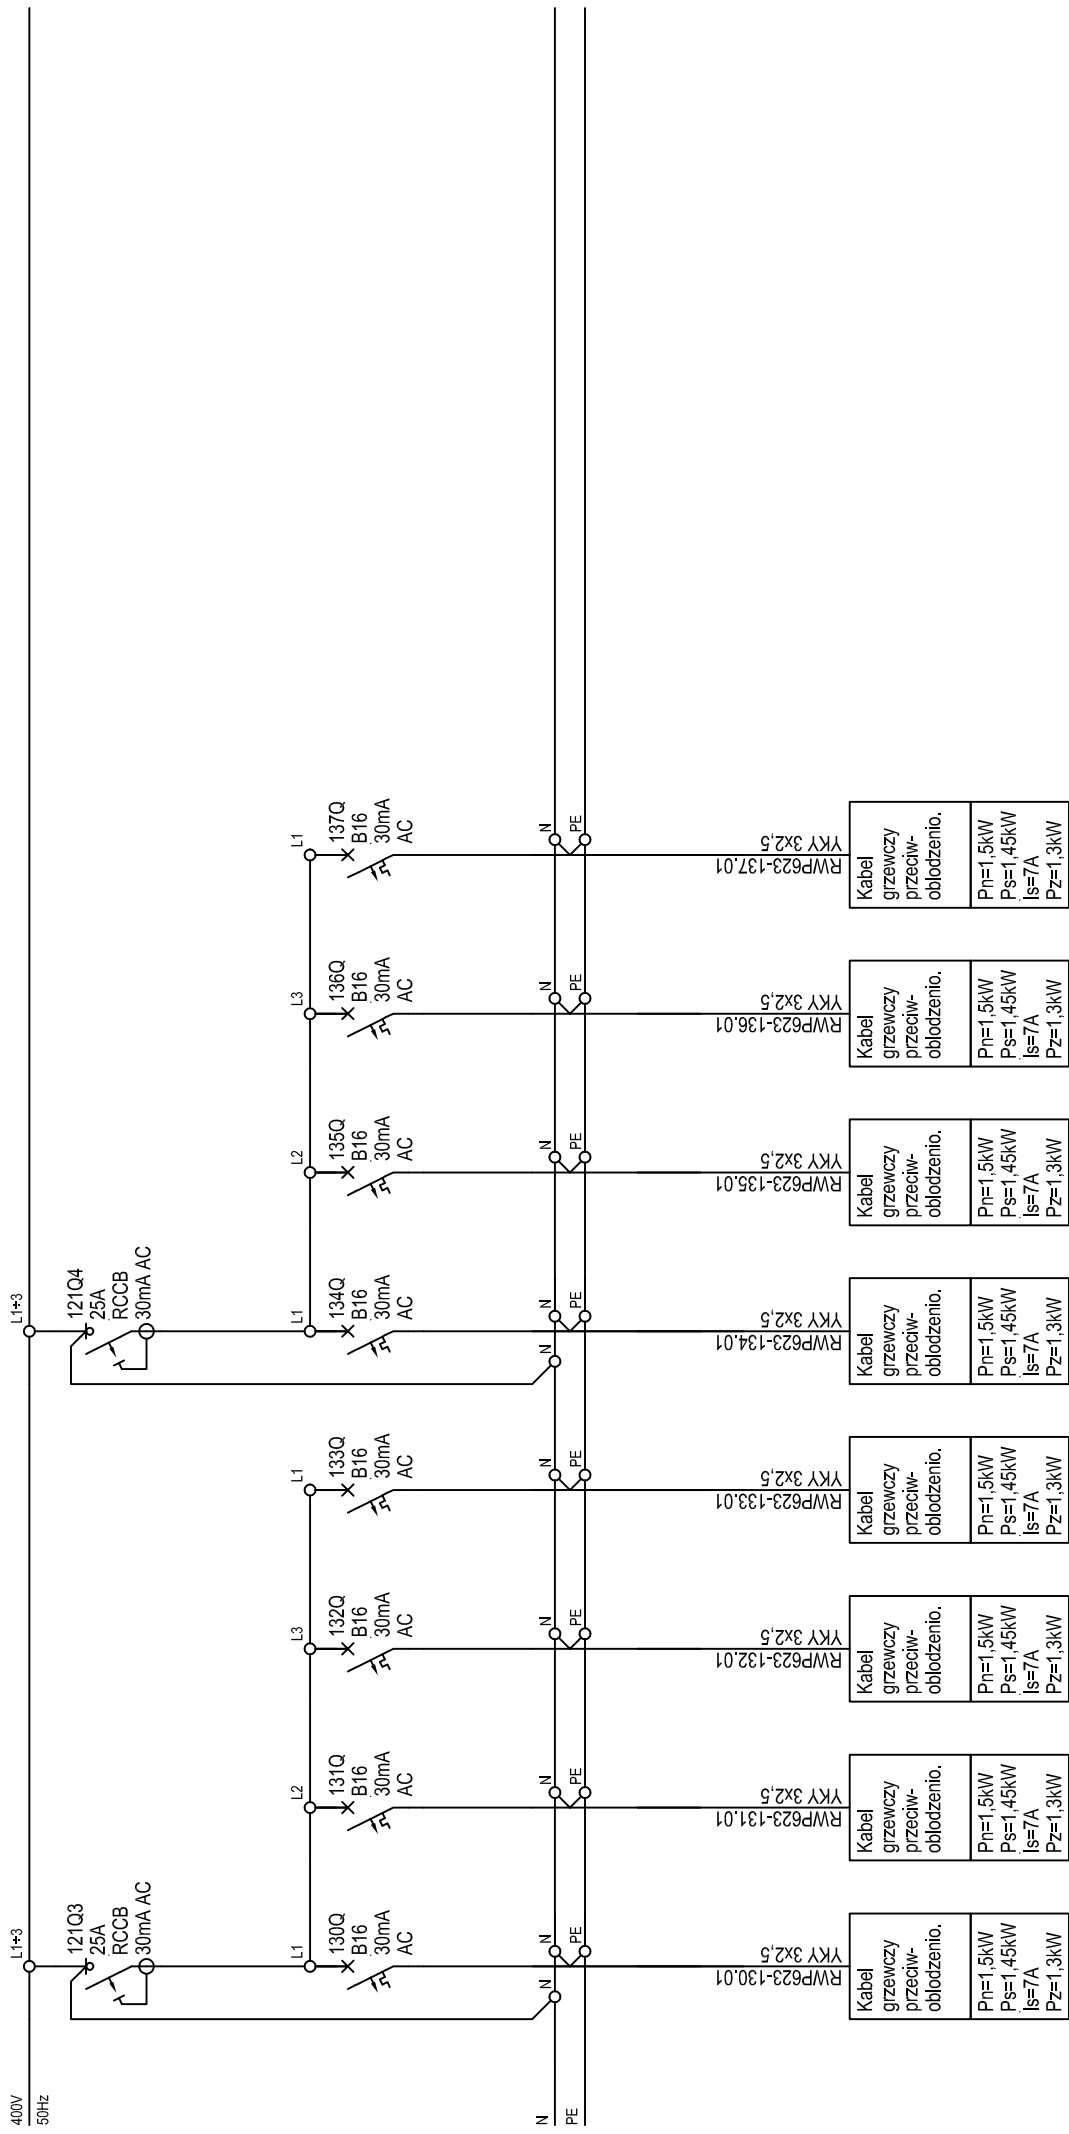 400V
50Hz
L1÷3
121Q3
25A
RCCB
30mA AC
L1÷3
121Q4
25A
RCCB
30mA AC
L1
130Q
B16
30mA
AC
L2
131Q
B16
30mA
AC
L3
132Q
B16
30mA
AC
L1
133Q
B16
30mA
AC
L1
134Q
B16
30mA
AC
L2
135Q
B16
30mA
AC
L3
136Q
B16
30mA
AC
L1
137Q
B16
30mA
AC
N
PE
N
N
PE
N
PE
N
PE
N
PE
N
N
PE
N
PE
N
PE
N
PE
RWP623-130.01
YKY 3x2,5
RWP623-131.01
YKY 3x2,5
RWP623-132.01
YKY 3x2,5
RWP623-133.01
YKY 3x2,5
RWP623-134.01
YKY 3x2,5
RWP623-135.01
YKY 3x2,5
RWP623-136.01
YKY 3x2,5
RWP623-137.01
YKY 3x2,5
Kabel
grzewczy
przeciw-
oblodzenio.
Pn=1,5kW
Ps=1,45kW
Is=7A
Pz=1,3kW
Kabel
grzewczy
przeciw-
oblodzenio.
Pn=1,5kW
Ps=1,45kW
Is=7A
Pz=1,3kW
Kabel
grzewczy
przeciw-
oblodzenio.
Pn=1,5kW
Ps=1,45kW
Is=7A
Pz=1,3kW
Kabel
grzewczy
przeciw-
oblodzenio.
Pn=1,5kW
Ps=1,45kW
Is=7A
Pz=1,3kW
Kabel
grzewczy
przeciw-
oblodzenio.
Pn=1,5kW
Ps=1,45kW
Is=7A
Pz=1,3kW
Kabel
grzewczy
przeciw-
oblodzenio.
Pn=1,5kW
Ps=1,45kW
Is=7A
Pz=1,3kW
Kabel
grzewczy
przeciw-
oblodzenio.
Pn=1,5kW
Ps=1,45kW
Is=7A
Pz=1,3kW
Kabel
grzewczy
przeciw-
oblodzenio.
Pn=1,5kW
Ps=1,45kW
Is=7A
Pz=1,3kW